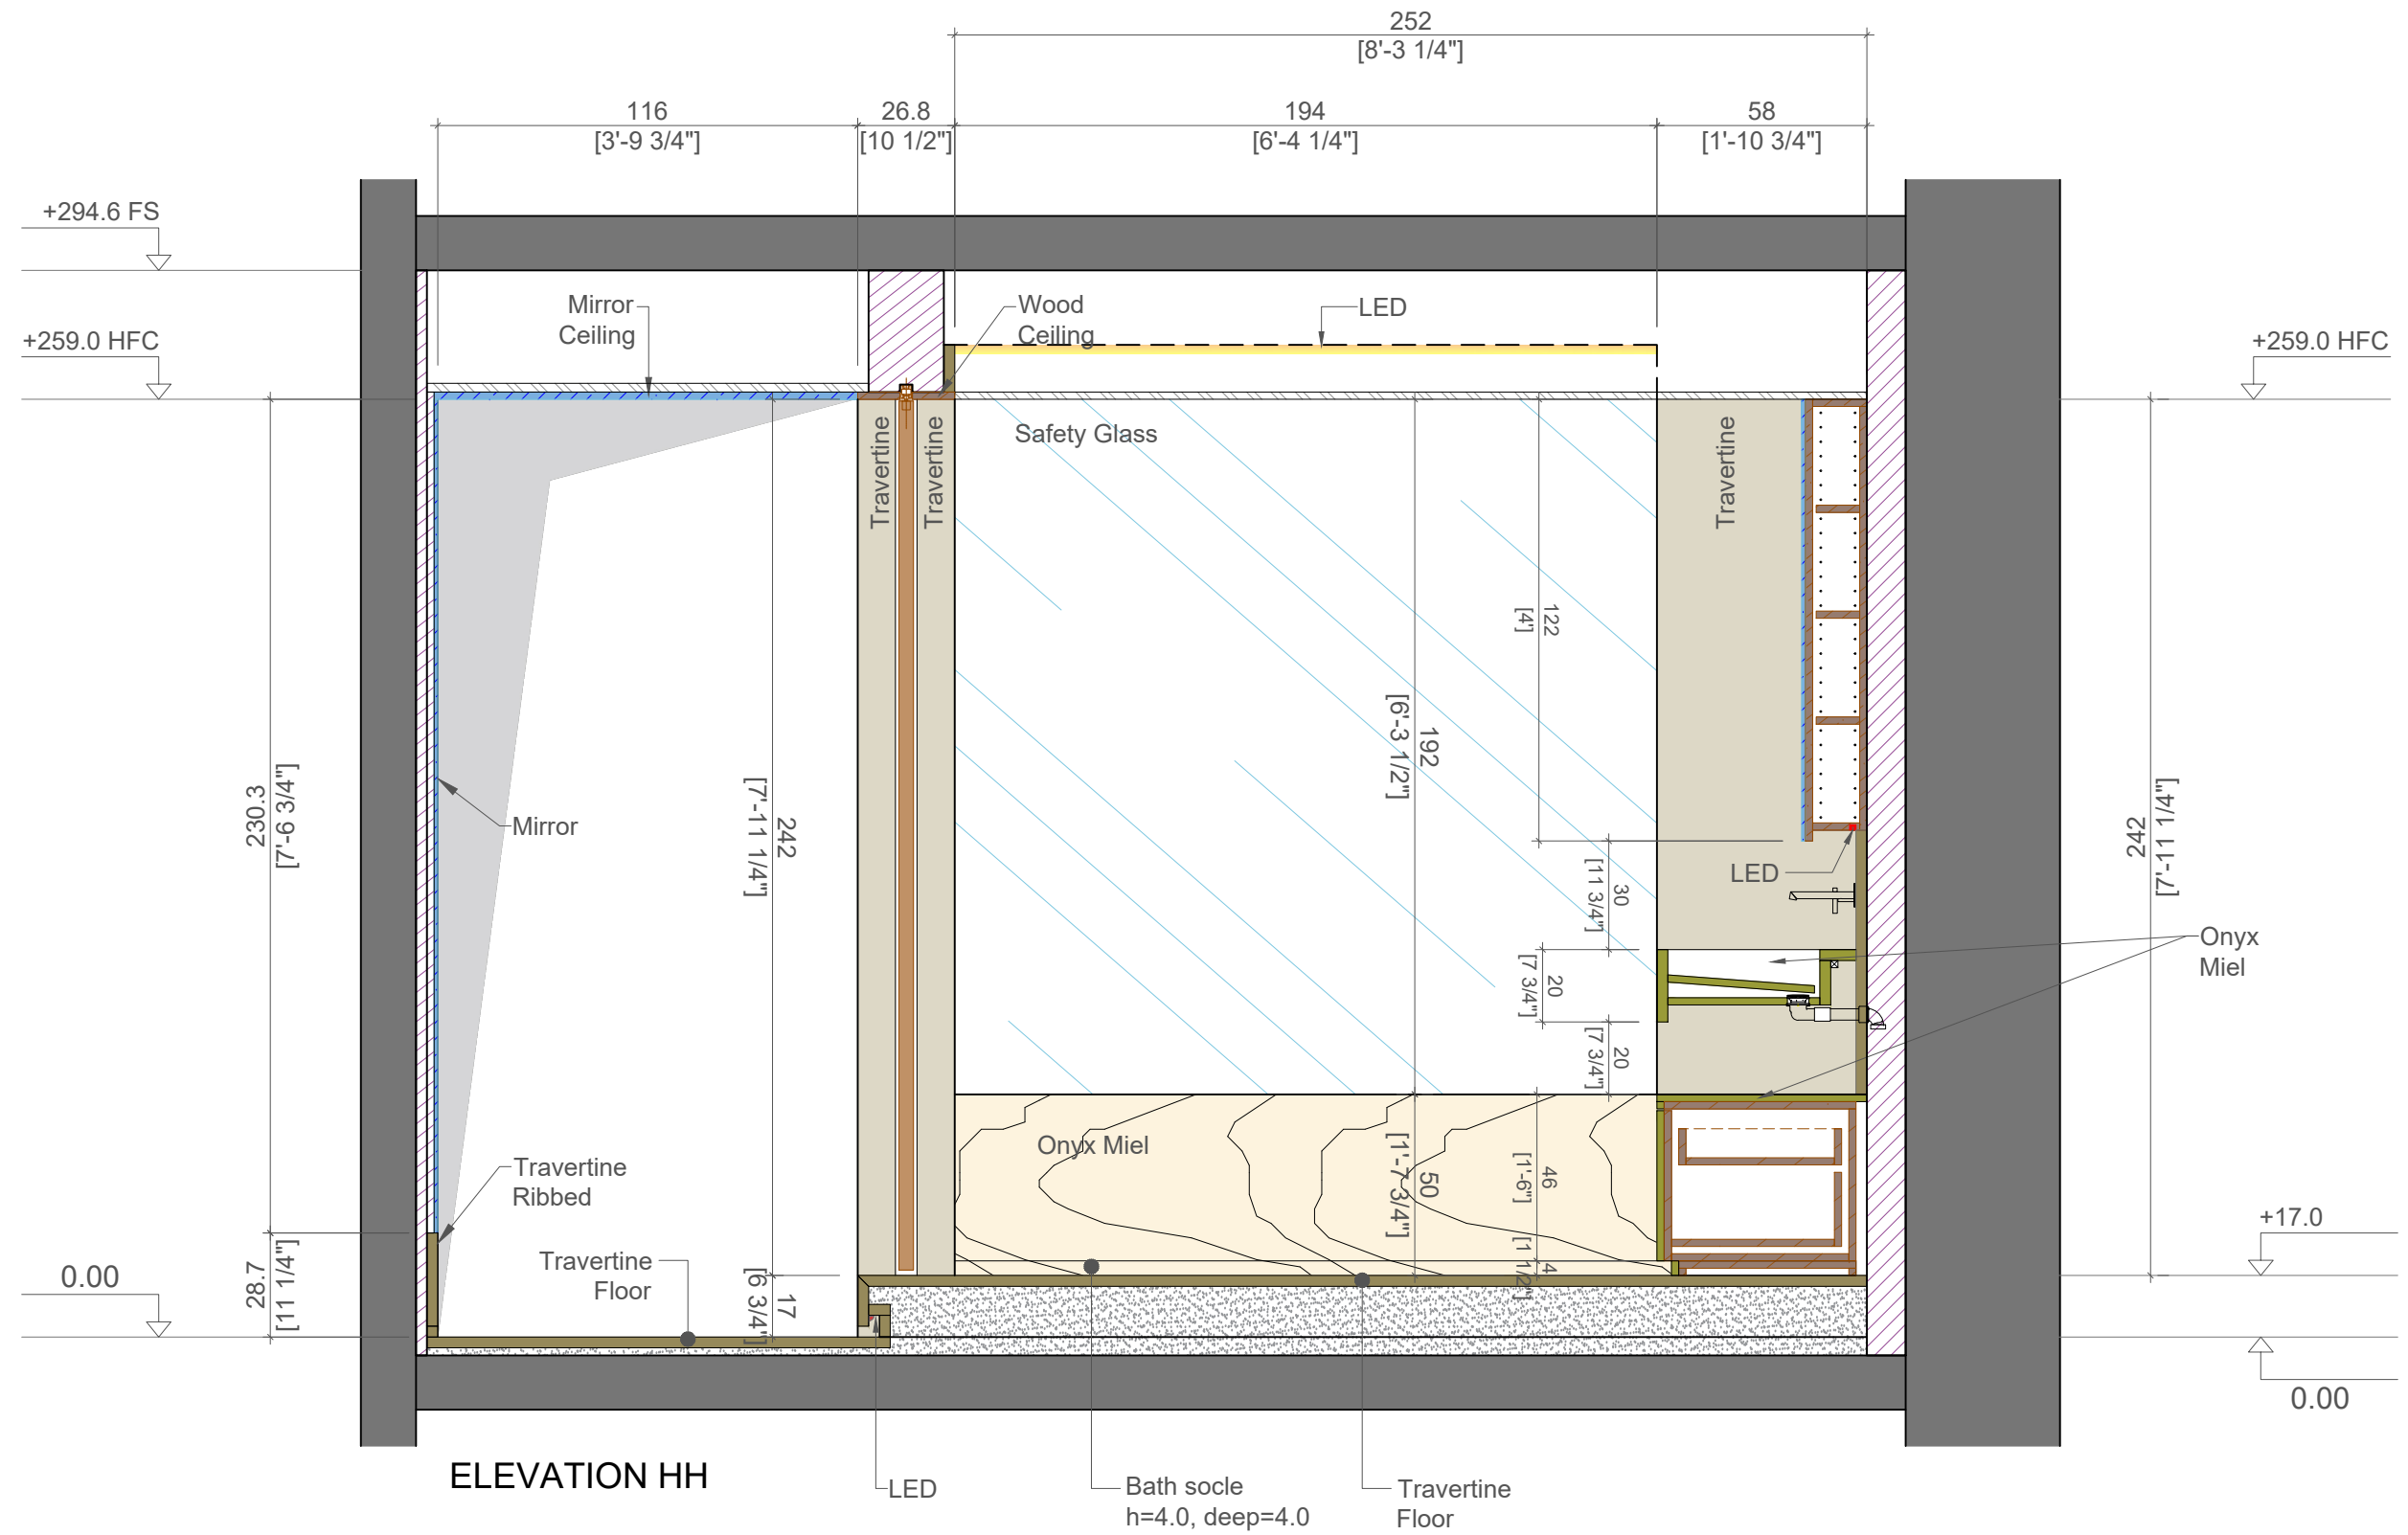 252
[8'-3 1/4"]
116
[3'-9 3/4"]
26.8
[10 1/2"]
194
[6'-4 1/4"]
58
[1'-10 3/4"]
+294.6 FS
+259.0 HFC
Mirror
Ceiling
Wood
Ceiling
LED
+259.0 HFC
Travertine
Travertine
Safety Glass
Travertine
122
[4']
192
[6'-3 1/2"]
230.3
[7'-6 3/4"]
Mirror
242
[7'-11 1/4"]
30
[11 3/4"]
LED
242
[7'-11 1/4"]
Onyx
Miel
20
[7 3/4"]
20
[7 3/4"]
Onyx Miel
50
[1'-7 3/4"]
46
[1'-6"]
Travertine
Ribbed
4
[1 1/2"]
+17.0
0.00
28.7
[11 1/4"]
Travertine
Floor
17
[6 3/4"]
0.00
ELEVATION HH
LED
Bath socle
h=4.0, deep=4.0
Travertine
Floor